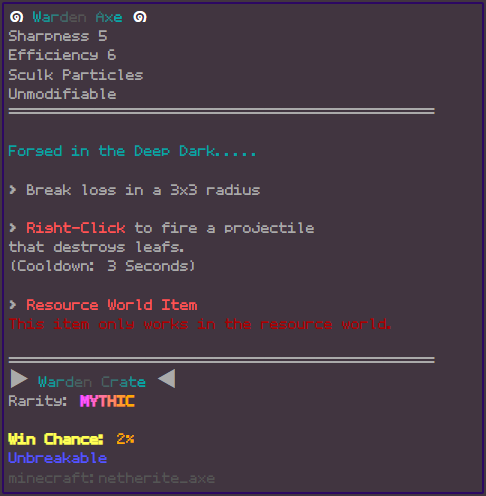 Warden Axe
Sharpness 5
Efficiency 6
Sculk Particles
Unmodifiable
Forged in the Deep Dark.....
> Break logs in a 3x3 radius
> Right-Click to fire a projectile
that destroys leafs.
(Cooldown: 3 Seconds)
> Resource World Item
This item only works in the resource world.
▶ Warden Crate ◀
Rarity: MYTHIC
Win Chance: 2%
Unbreakable
minecraft:netherite_axe